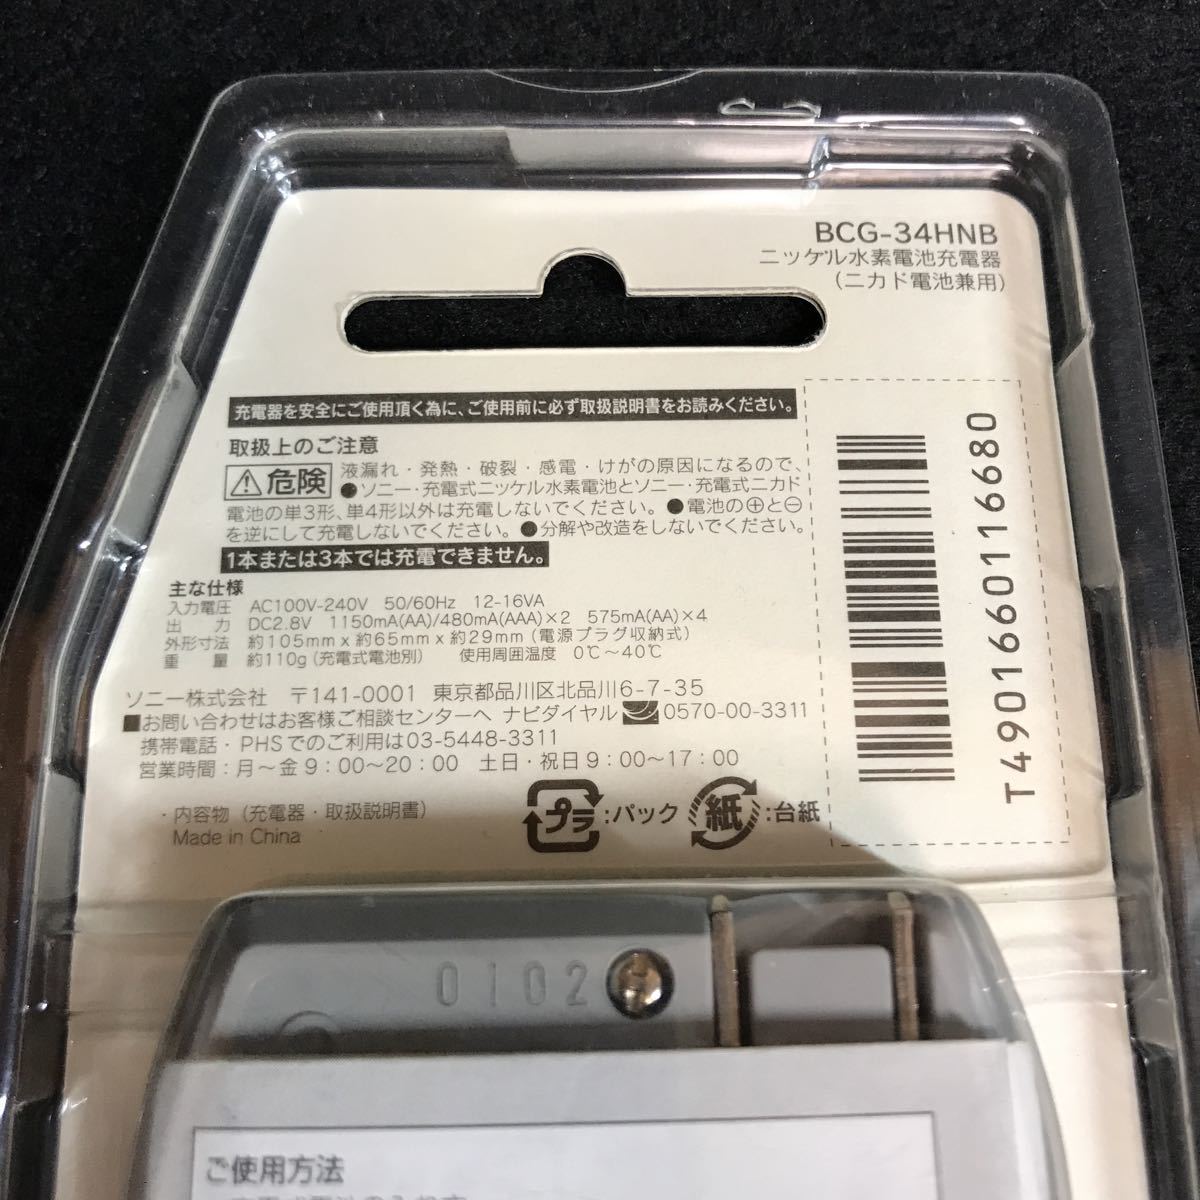 BCG-34HNB
ニッケル水素電池充電器
(ニカド電池兼用)
充電器を安全にご使用頂く為に、ご使用前に必ず取扱説明書をお読みください。
取扱上のご注意
危険 液漏れ・発熱・破裂・感電・けがの原因になるので、
●ソニー・充電式ニッケル水素電池とソニー・充電式ニカド
電池の単3形、単4形以外は充電しないでください。●電池の⊕と⊖
を逆にして充電しないでください。●分解や改造をしないでください。
1本または3本では充電できません。
主な仕様
入力電圧 AC100V-240V 50/60Hz 12-16VA
出 力 DC2.8V 1150mA(AA)/480mA(AAA)×2 575mA(AA)×4
外形寸法 約105mm x 約65mm x 約29mm (電源プラグ収納式)
重 量 約110g (充電式電池別) 使用周囲温度 0℃〜40℃
ソニー株式会社 〒141-0001 東京都品川区北品川6-7-35
■お問い合わせはお客様ご相談センターへ ナビダイヤル 0570-00-3311
携帯電話・PHSでのご利用は03-5448-3311
営業時間：月〜金 9：00〜20：00 土日・祝日 9：00〜17：00
・内容物 (充電器・取扱説明書)
Made in China
プラ：パック 紙：台紙
T4901660116680
0102
ご使用方法